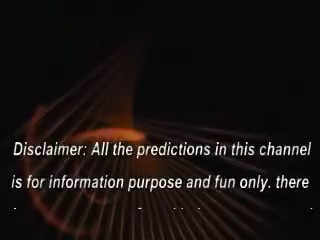 Disclaimer: All the predictions in this channel
is for information purpose and fun only. there